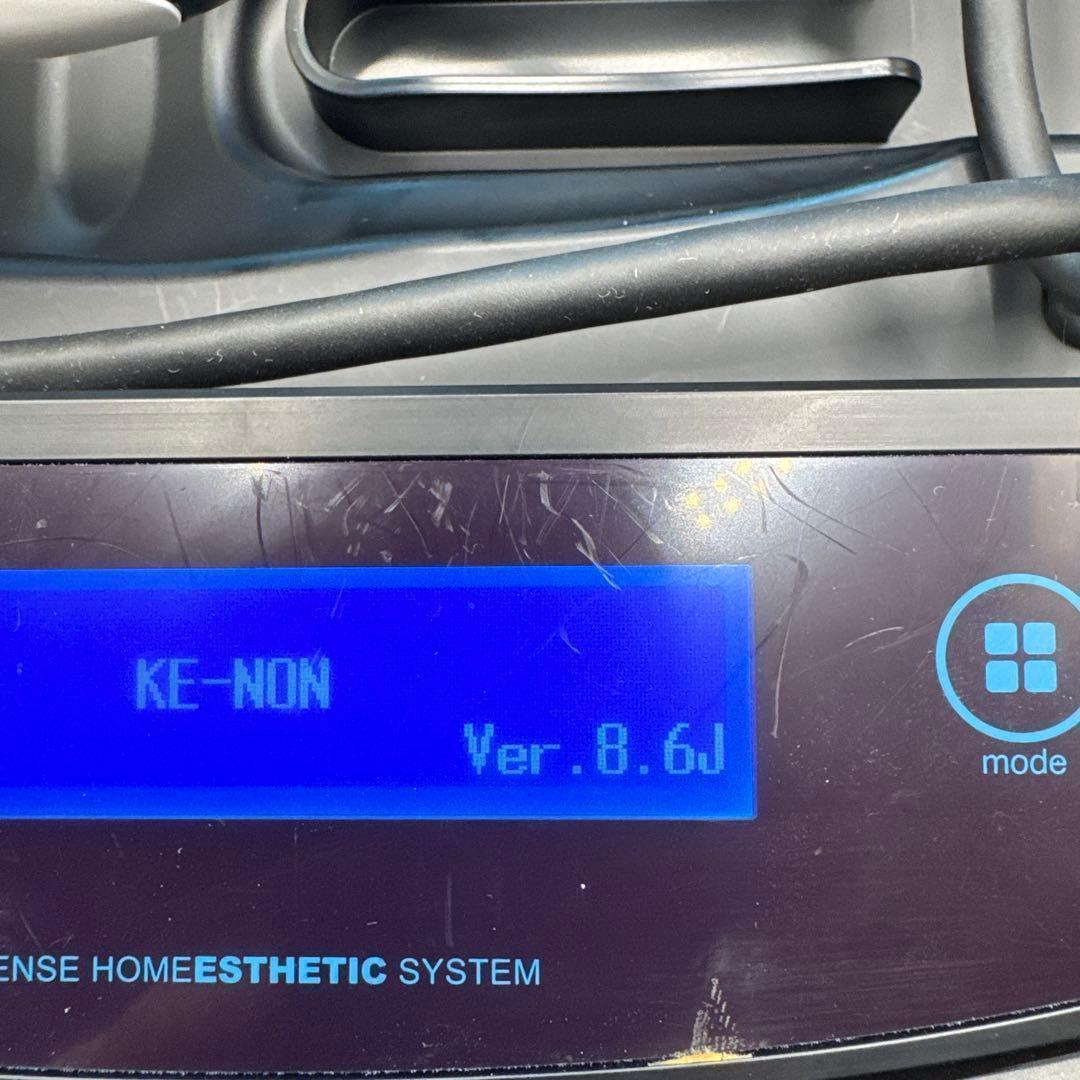 KE-NON
Ver.8.6J
mode
ENSE HOMEESTHETIC SYSTEM